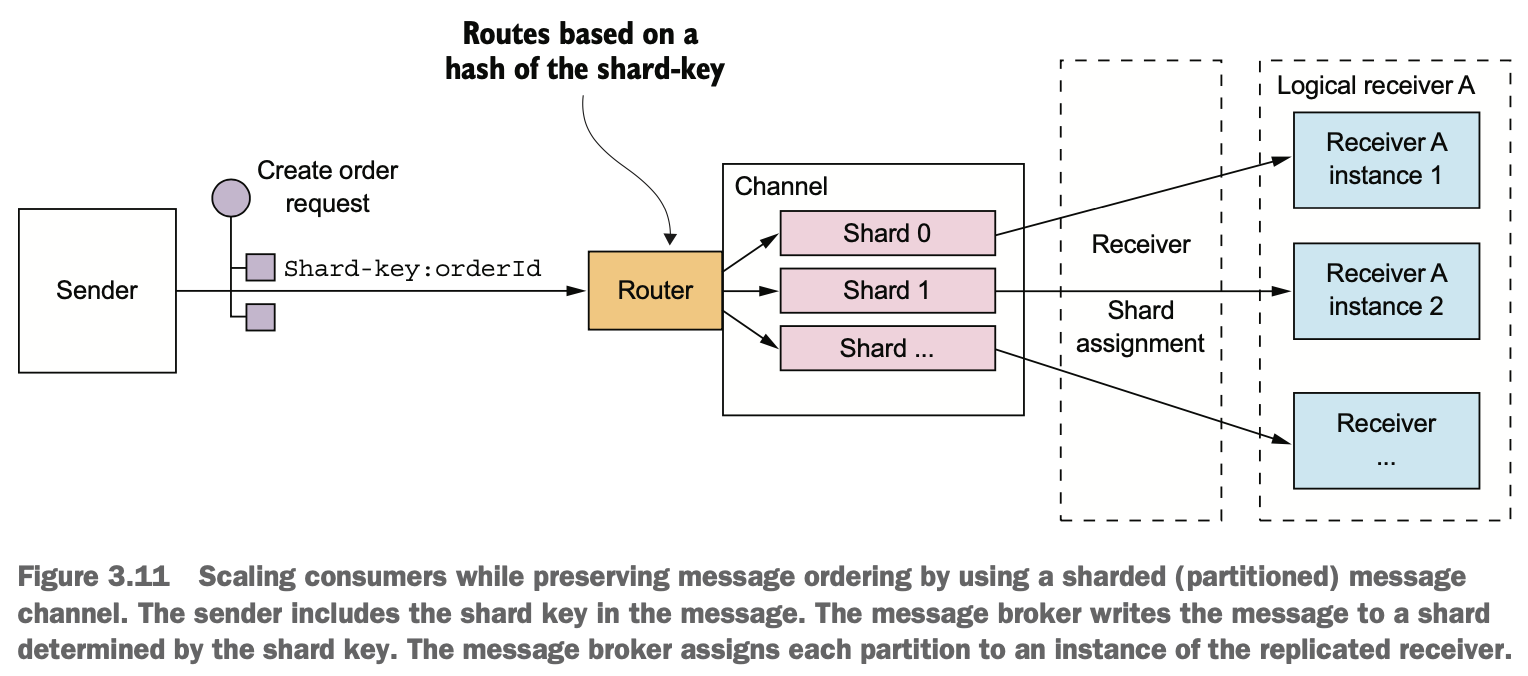 Routes based on a
hash of the shard-key
Create order
request
Sender
Shard-key:orderId
Router
Channel
Shard 0
Shard 1
Shard ...
Receiver
Shard
assignment
Logical receiver A
Receiver A
instance 1
Receiver A
instance 2
Receiver
...
Figure 3.11 Scaling consumers while preserving message ordering by using a sharded (partitioned) message
channel. The sender includes the shard key in the message. The message broker writes the message to a shard
determined by the shard key. The message broker assigns each partition to an instance of the replicated receiver.